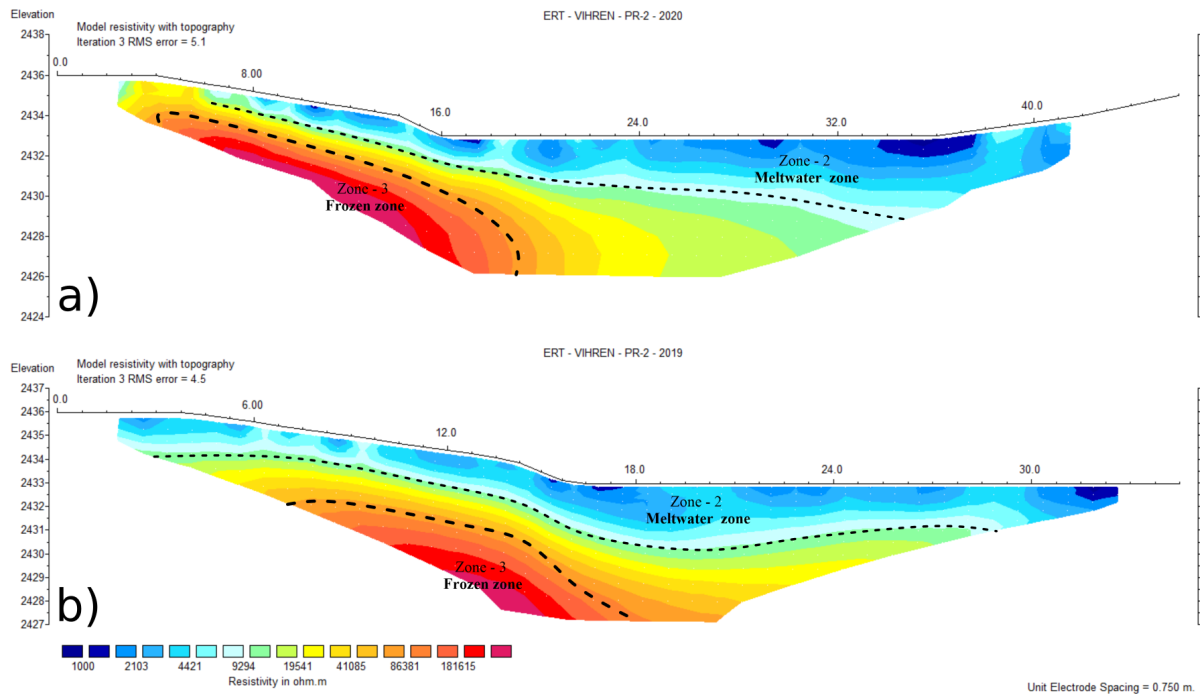 ERT - VIHREN - PR-2 - 2020
Elevation
Model resistivity with topography
Iteration 3 RMS error = 5.1
2438
2436
2434
2432
2430
2428
2426
2424
0.0
8.00
16.0
24.0
32.0
40.0
Zone - 2
Meltwater zone
Zone - 3
Frozen zone
a)
ERT - VIHREN - PR-2 - 2019
Elevation
Model resistivity with topography
Iteration 3 RMS error = 4.5
2437
2436
2435
2434
2433
2432
2431
2430
2429
2428
2427
0.0
6.00
12.0
18.0
24.0
30.0
Zone - 2
Meltwater zone
Zone - 3
Frozen zone
b)
1000 2103 4421 9294 19541 41085 86381 181615
Resistivity in ohm.m
Unit Electrode Spacing = 0.750 m.